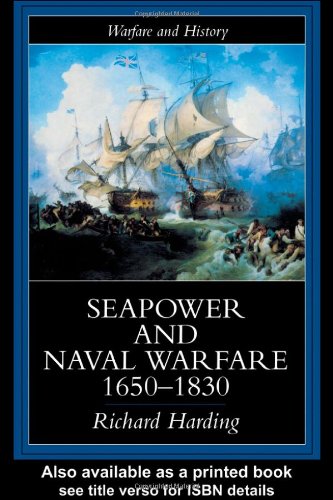 Warfare and History
SEAPOWER
AND
NAVAL WARFARE
1650–1830
Richard Harding
Also available as a printed book
see title verso for ISBN details